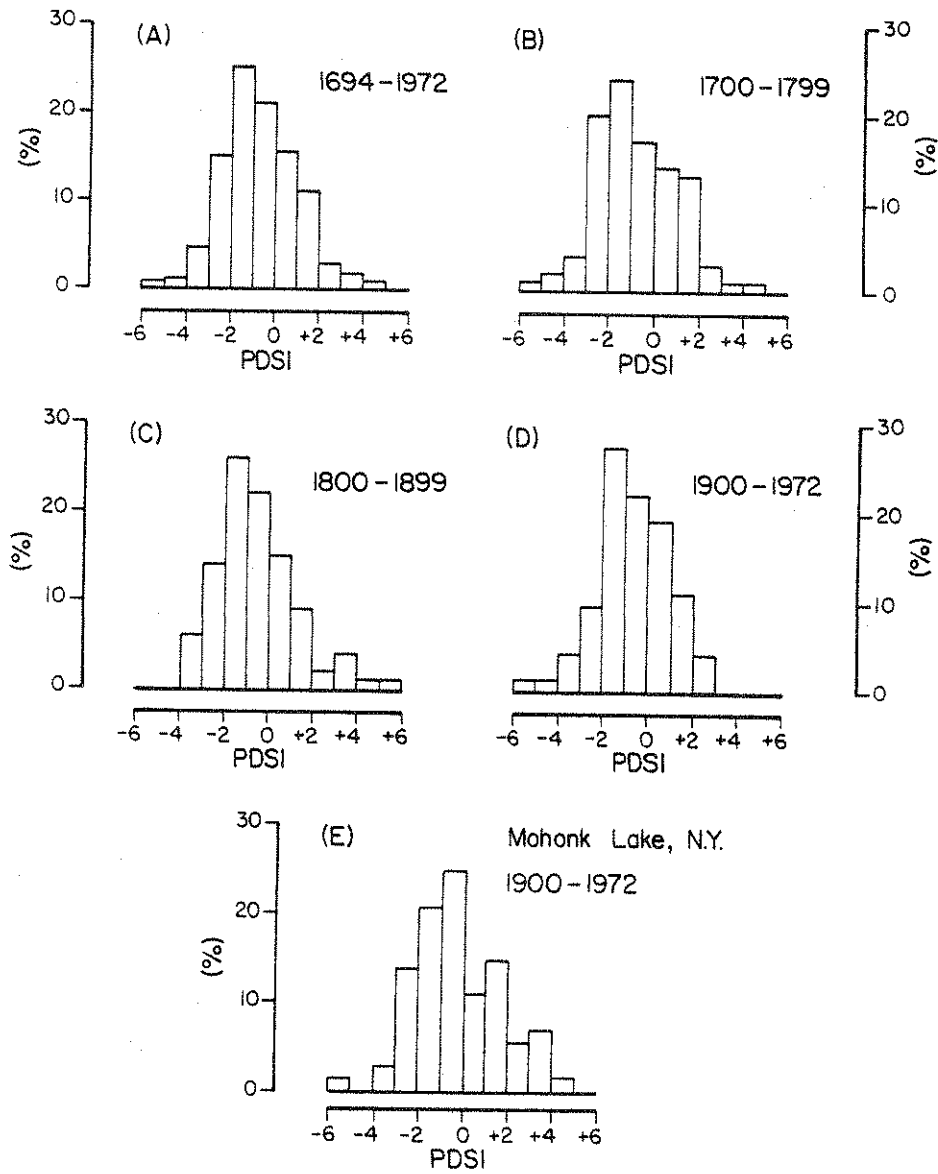 (A)
1694-1972
30
20
10
0
(%)
-6 -4 -2 0 +2 +4 +6
PDSI
(B)
1700-1799
30
20
10
0
(%)
-6 -4 -2 0 +2 +4 +6
PDSI
(C)
1800-1899
30
20
10
0
(%)
-6 -4 -2 0 +2 +4 +6
PDSI
(D)
1900-1972
30
20
10
0
(%)
-6 -4 -2 0 +2 +4 +6
PDSI
(E)
Mohonk Lake, N.Y.
1900-1972
30
20
10
0
(%)
-6 -4 -2 0 +2 +4 +6
PDSI